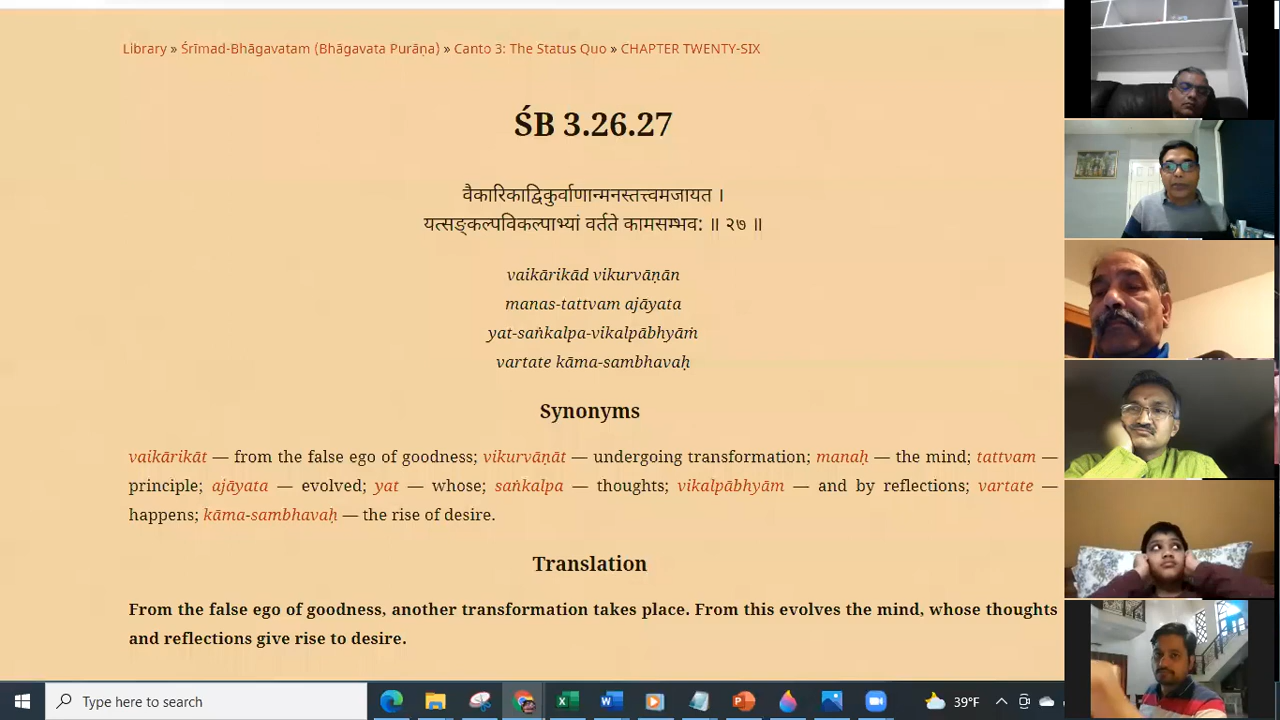 Library » Śrīmad-Bhāgavatam (Bhāgavata Purāṇa) » Canto 3: The Status Quo » CHAPTER TWENTY-SIX
ŚB 3.26.27
वैकारिकाद्विकुर्वाणान्मनस्तत्त्वमजायत ।
यत्सङ्कल्पविकल्पाभ्यां वर्तते कामसम्भव: ॥ २७ ॥
vaikārikād vikurvāṇān
manas-tattvam ajāyata
yat-saṅkalpa-vikalpābhyāṁ
vartate kāma-sambhavaḥ
Synonyms
vaikārikāt — from the false ego of goodness; vikurvāṇāt — undergoing transformation; manaḥ — the mind; tattvam —
principle; ajāyata — evolved; yat — whose; saṅkalpa — thoughts; vikalpābhyām — and by reflections; vartate —
happens; kāma-sambhavaḥ — the rise of desire.
Translation
From the false ego of goodness, another transformation takes place. From this evolves the mind, whose thoughts
and reflections give rise to desire.
Type here to search
39°F